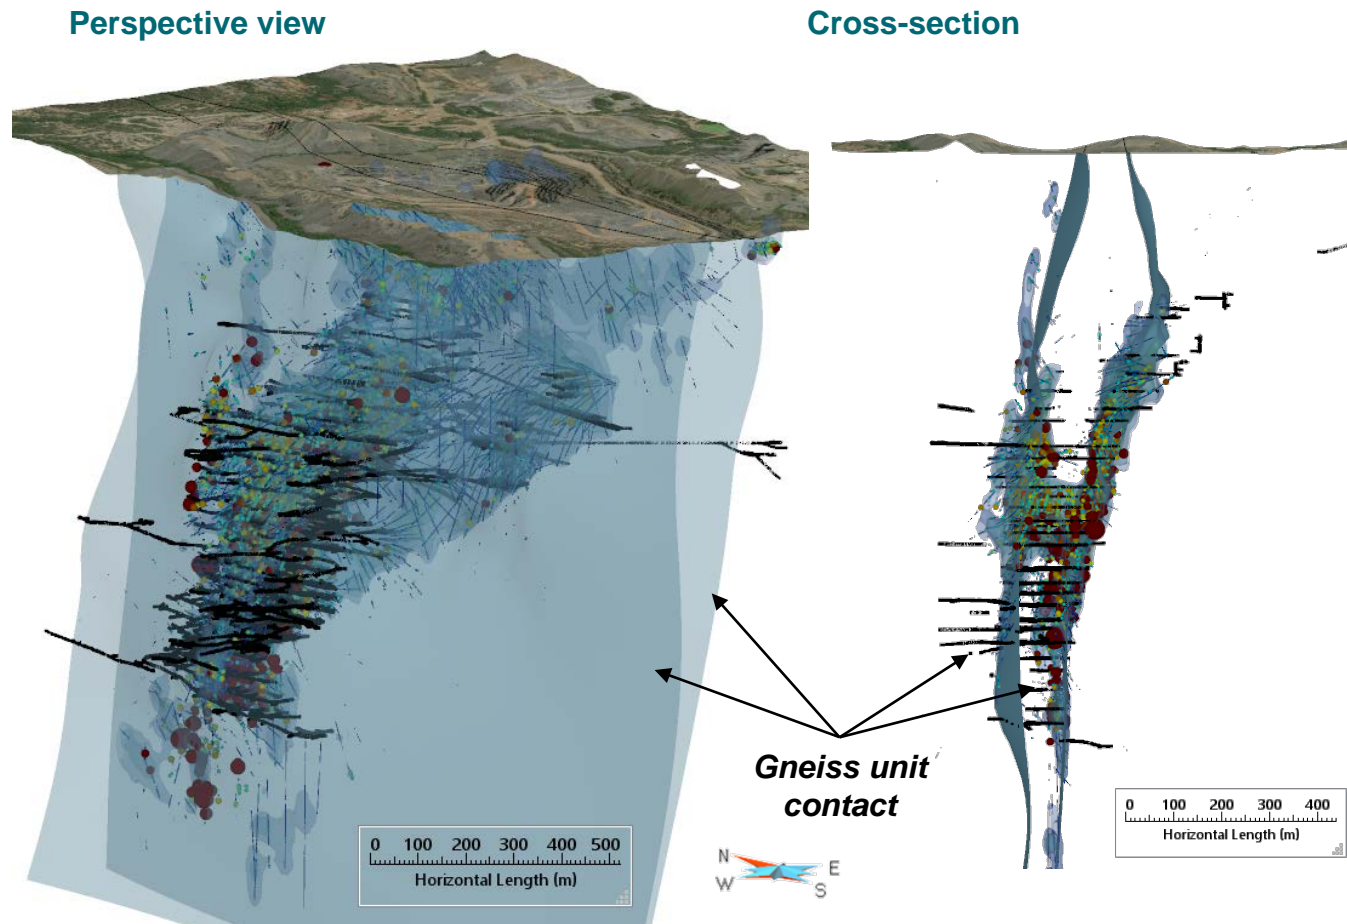 Perspective view
Cross-section
Gneiss unit
contact
0 100 200 300 400 500
Horizontal Length (m)
N
E
W
S
0 100 200 300 400
Horizontal Length (m)